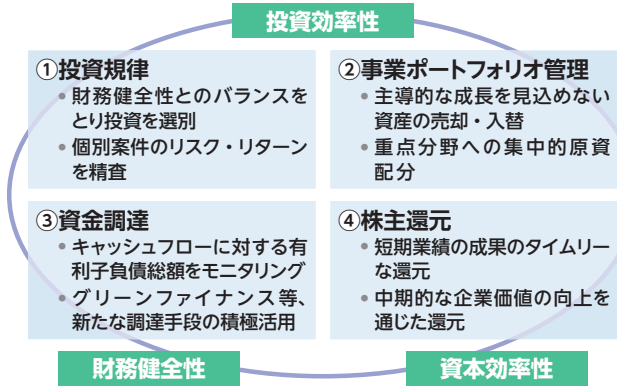 投資効率性
①投資規律
• 財務健全性とのバランスを
とり投資を選別
• 個別案件のリスク・リターン
を精査
②事業ポートフォリオ管理
• 主導的な成長を見込めない
資産の売却・入替
• 重点分野への集中的原資
配分
③資金調達
• キャッシュフローに対する有
利子負債総額をモニタリング
• グリーンファイナンス等、
新たな調達手段の積極活用
④株主還元
• 短期業績の成果のタイムリー
な還元
• 中期的な企業価値の向上を
通じた還元
財務健全性
資本効率性